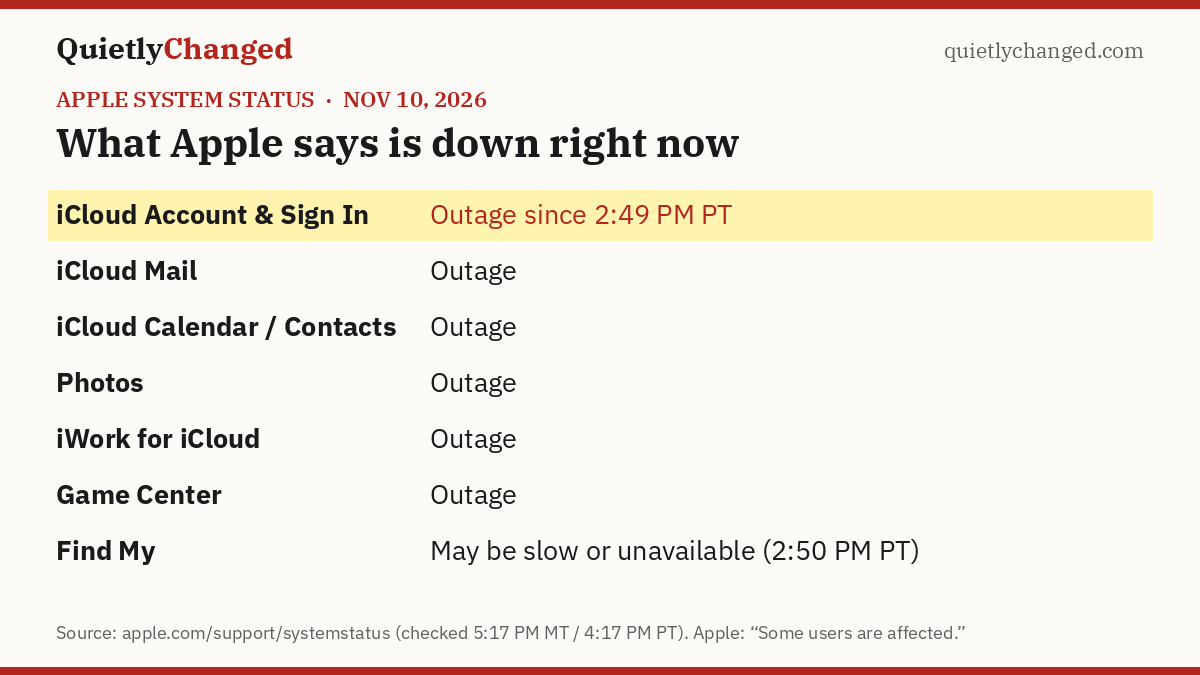 QuietlyChanged
quietlychanged.com
APPLE SYSTEM STATUS · NOV 10, 2026
What Apple says is down right now
iCloud Account & Sign In Outage since 2:49 PM PT
iCloud Mail Outage
iCloud Calendar / Contacts Outage
Photos Outage
iWork for iCloud Outage
Game Center Outage
Find My May be slow or unavailable (2:50 PM PT)
Source: apple.com/support/systemstatus (checked 5:17 PM MT / 4:17 PM PT). Apple: “Some users are affected.”